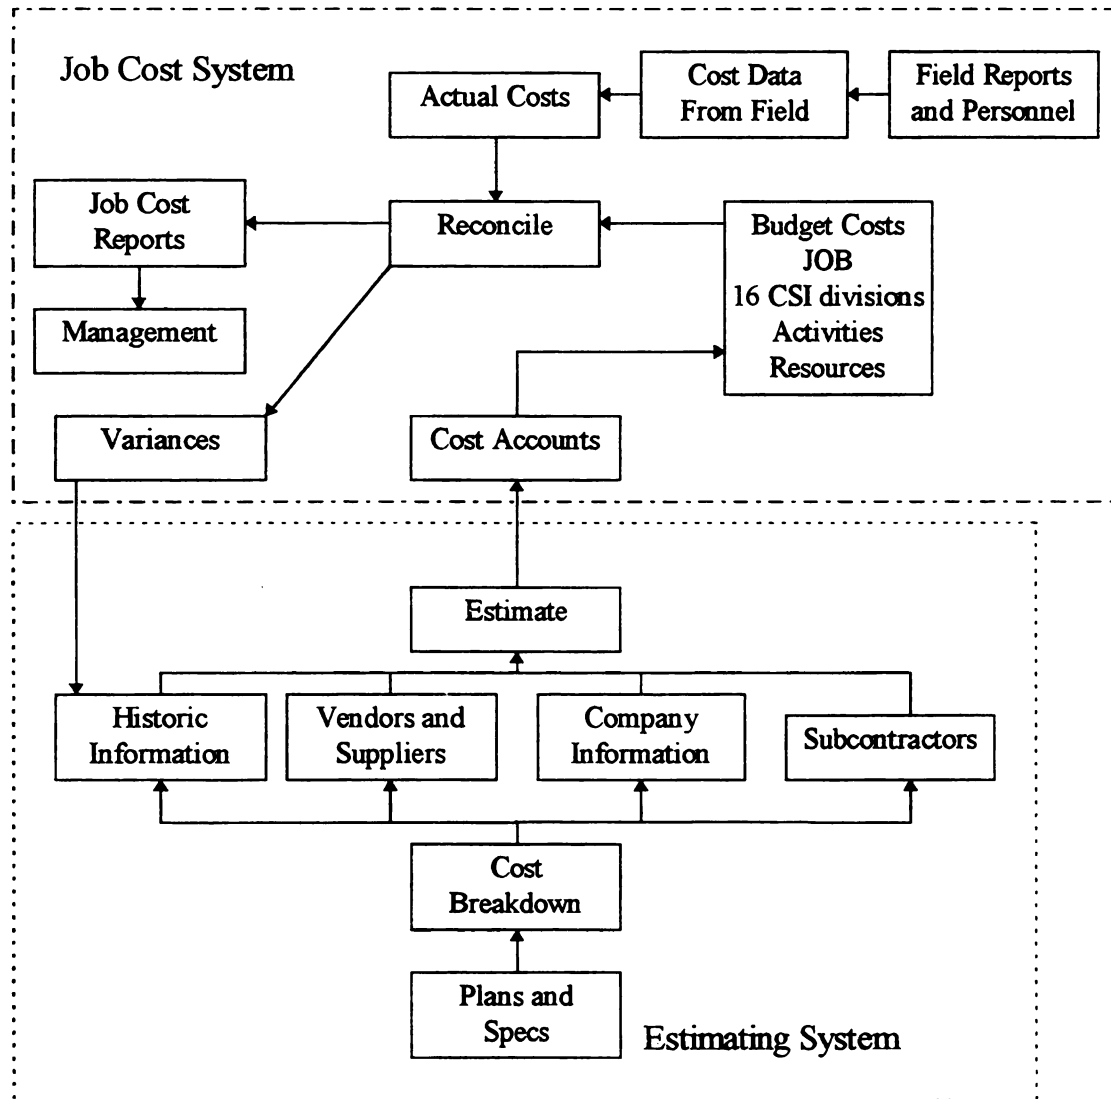 Job Cost System
Actual Costs
Cost Data
From Field
Field Reports
and Personnel
Job Cost
Reports
Reconcile
Budget Costs
JOB
16 CSI divisions
Activities
Resources
Management
Variances
Cost Accounts
Estimate
Historic
Information
Vendors and
Suppliers
Company
Information
Subcontractors
Cost
Breakdown
Plans and
Specs
Estimating System